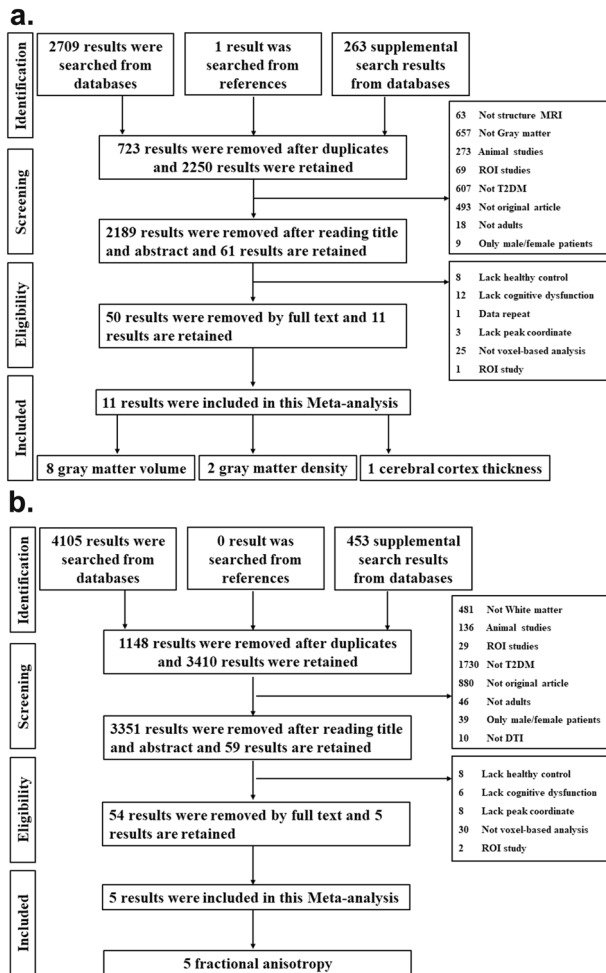 a.
Identification
2709 results were
searched from
databases
1 result was
searched from
references
263 supplemental
search results
from databases
723 results were removed after duplicates
and 2250 results were retained
63 Not structure MRI
657 Not Gray matter
273 Animal studies
69 ROI studies
607 Not T2DM
493 Not original article
18 Not adults
9 Only male/female patients
Screening
2189 results were removed after reading title
and abstract and 61 results are retained
Eligibility
50 results were removed by full text and 11
results are retained
8 Lack healthy control
12 Lack cognitive dysfunction
1 Data repeat
3 Lack peak coordinate
25 Not voxel-based analysis
1 ROI study
Included
11 results were included in this Meta-analysis
8 gray matter volume
2 gray matter density
1 cerebral cortex thickness
b.
Identification
4105 results were
searched from
databases
0 result was
searched from
references
453 supplemental
search results
from databases
1148 results were removed after duplicates
and 3410 results were retained
481 Not White matter
136 Animal studies
29 ROI studies
1730 Not T2DM
880 Not original article
46 Not adults
39 Only male/female patients
10 Not DTI
Screening
3351 results were removed after reading title
and abstract and 59 results are retained
Eligibility
54 results were removed by full text and 5
results are retained
8 Lack healthy control
6 Lack cognitive dysfunction
8 Lack peak coordinate
30 Not voxel-based analysis
2 ROI study
Included
5 results were included in this Meta-analysis
5 fractional anisotropy